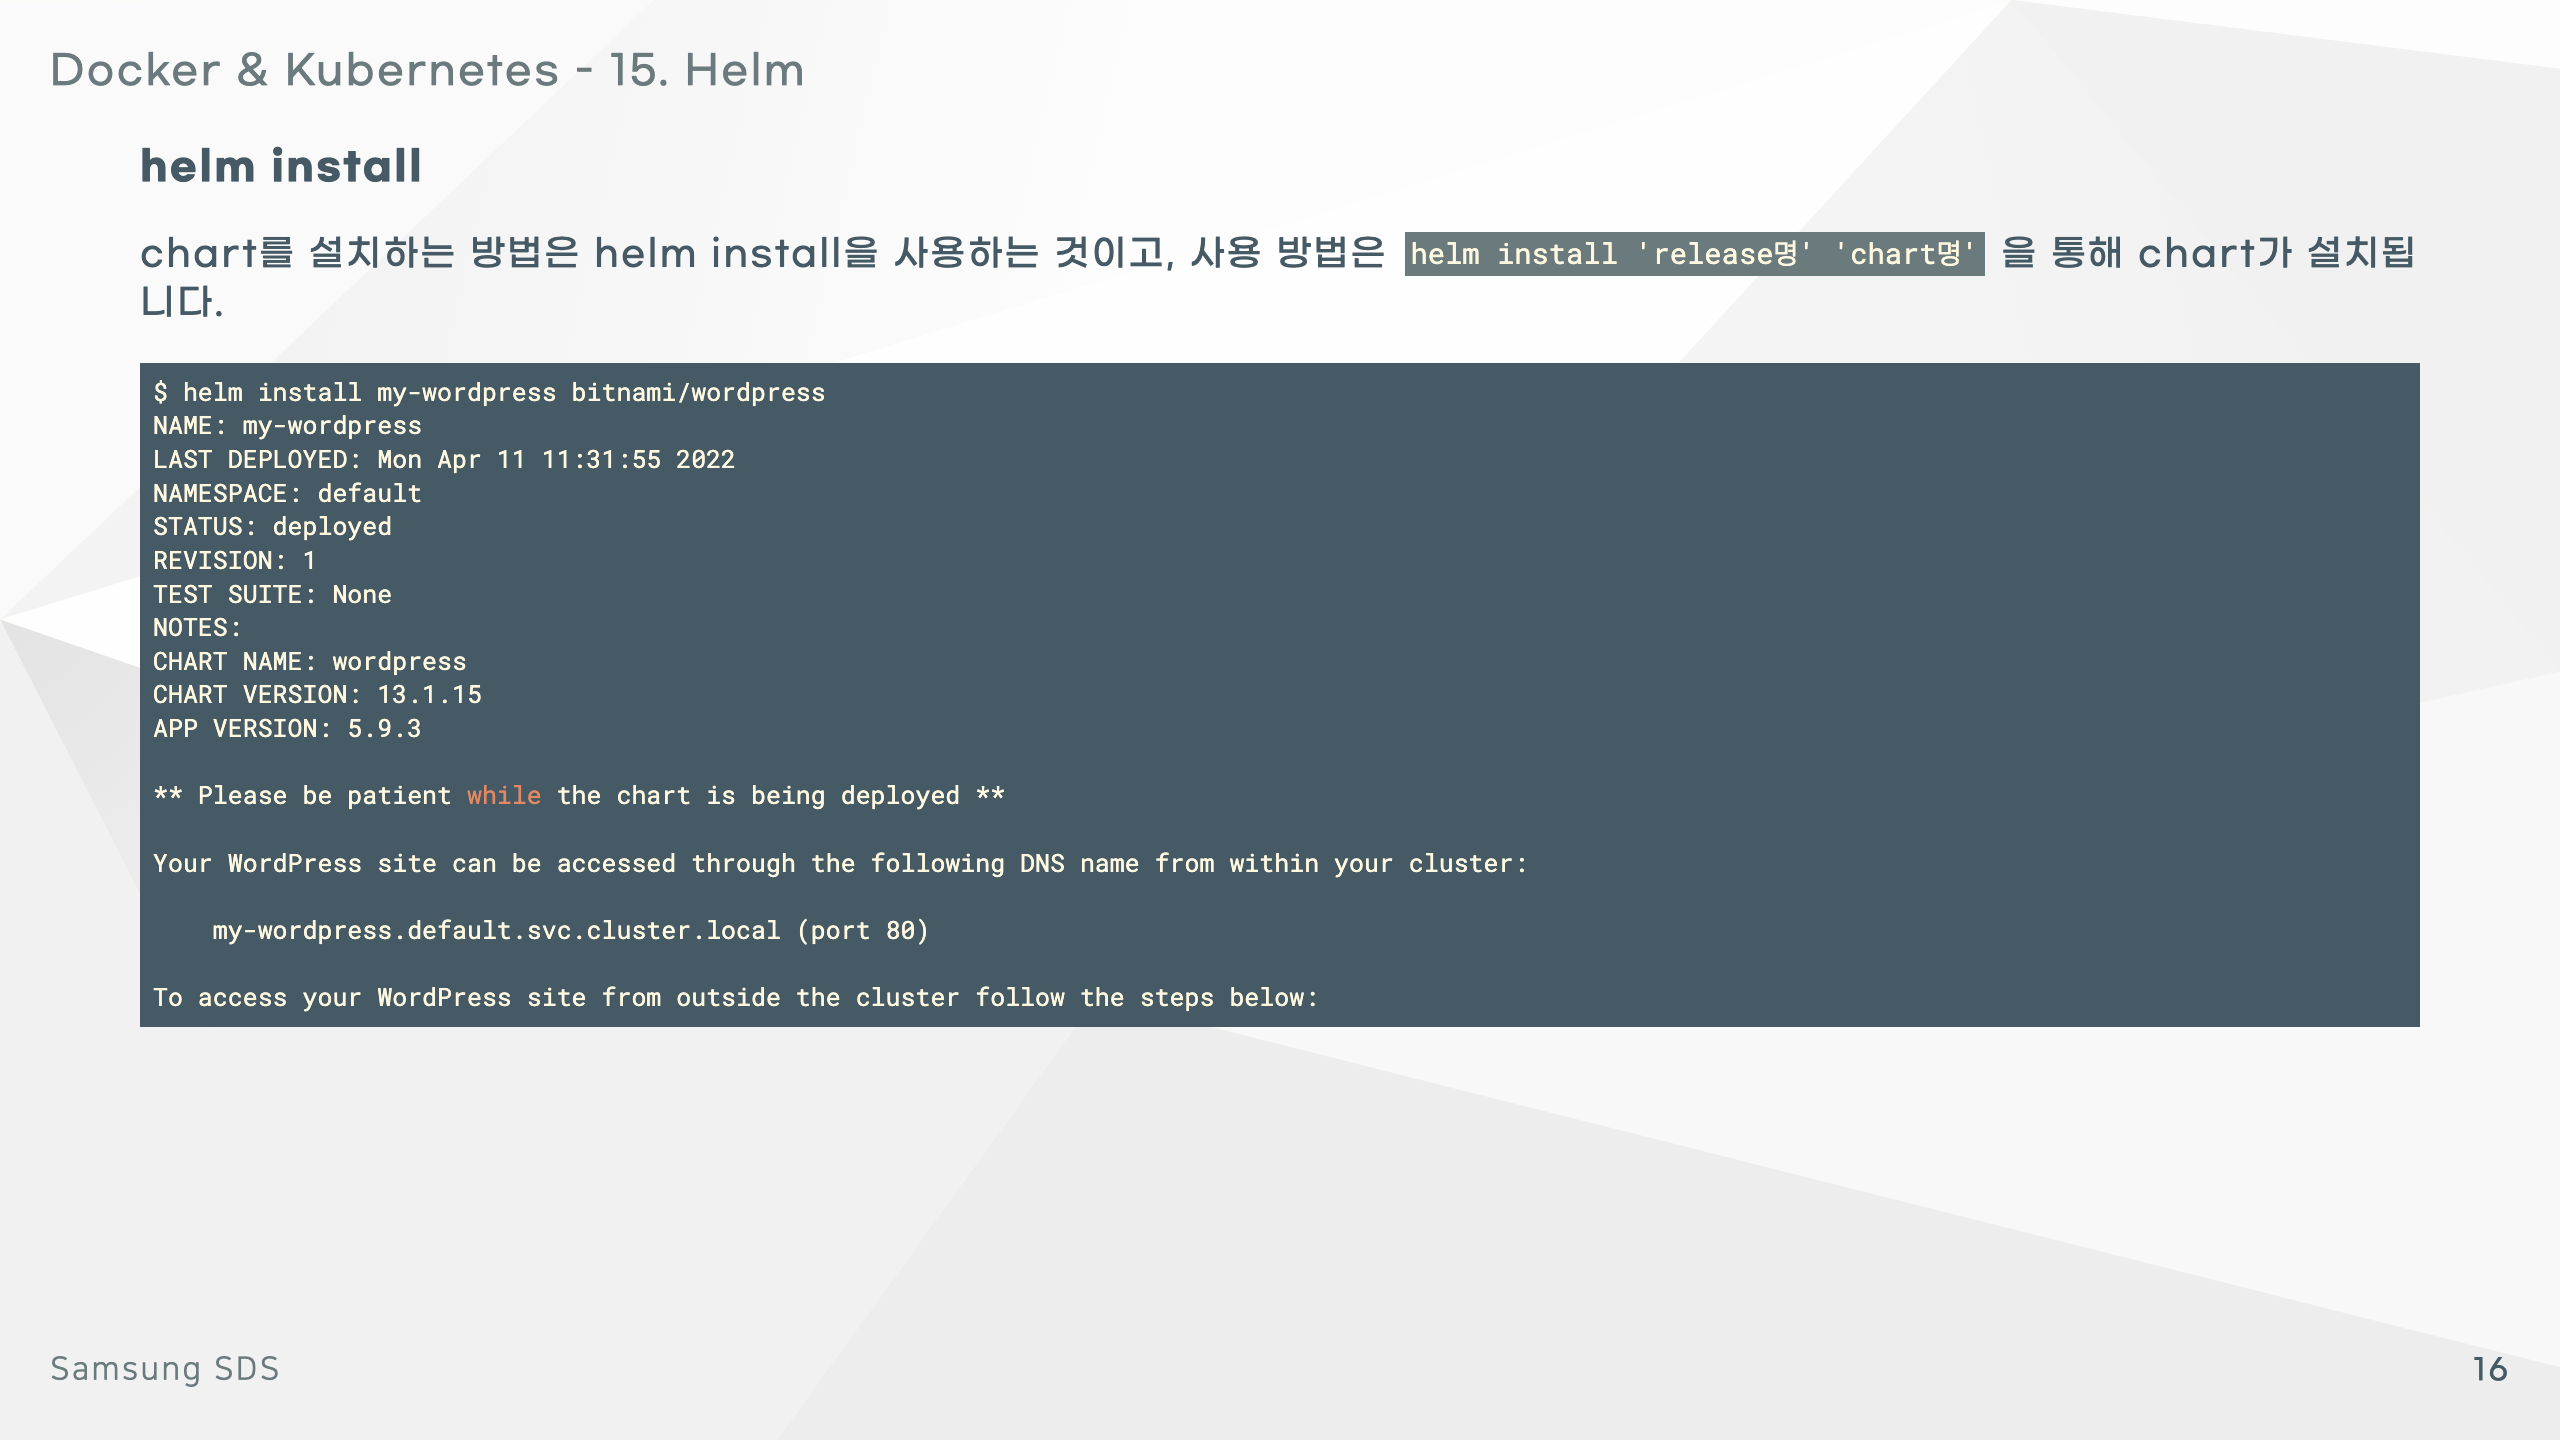 Docker & Kubernetes - 15. Helm
helm install
chart를 설치하는 방법은 helm install을 사용하는 것이고, 사용 방법은 helm install 'release명' 'chart명' 을 통해 chart가 설치됩
니다.
$ helm install my-wordpress bitnami/wordpress
NAME: my-wordpress
LAST DEPLOYED: Mon Apr 11 11:31:55 2022
NAMESPACE: default
STATUS: deployed
REVISION: 1
TEST SUITE: None
NOTES:
CHART NAME: wordpress
CHART VERSION: 13.1.15
APP VERSION: 5.9.3
** Please be patient while the chart is being deployed **
Your WordPress site can be accessed through the following DNS name from within your cluster:
my-wordpress.default.svc.cluster.local (port 80)
To access your WordPress site from outside the cluster follow the steps below:
Samsung SDS
16